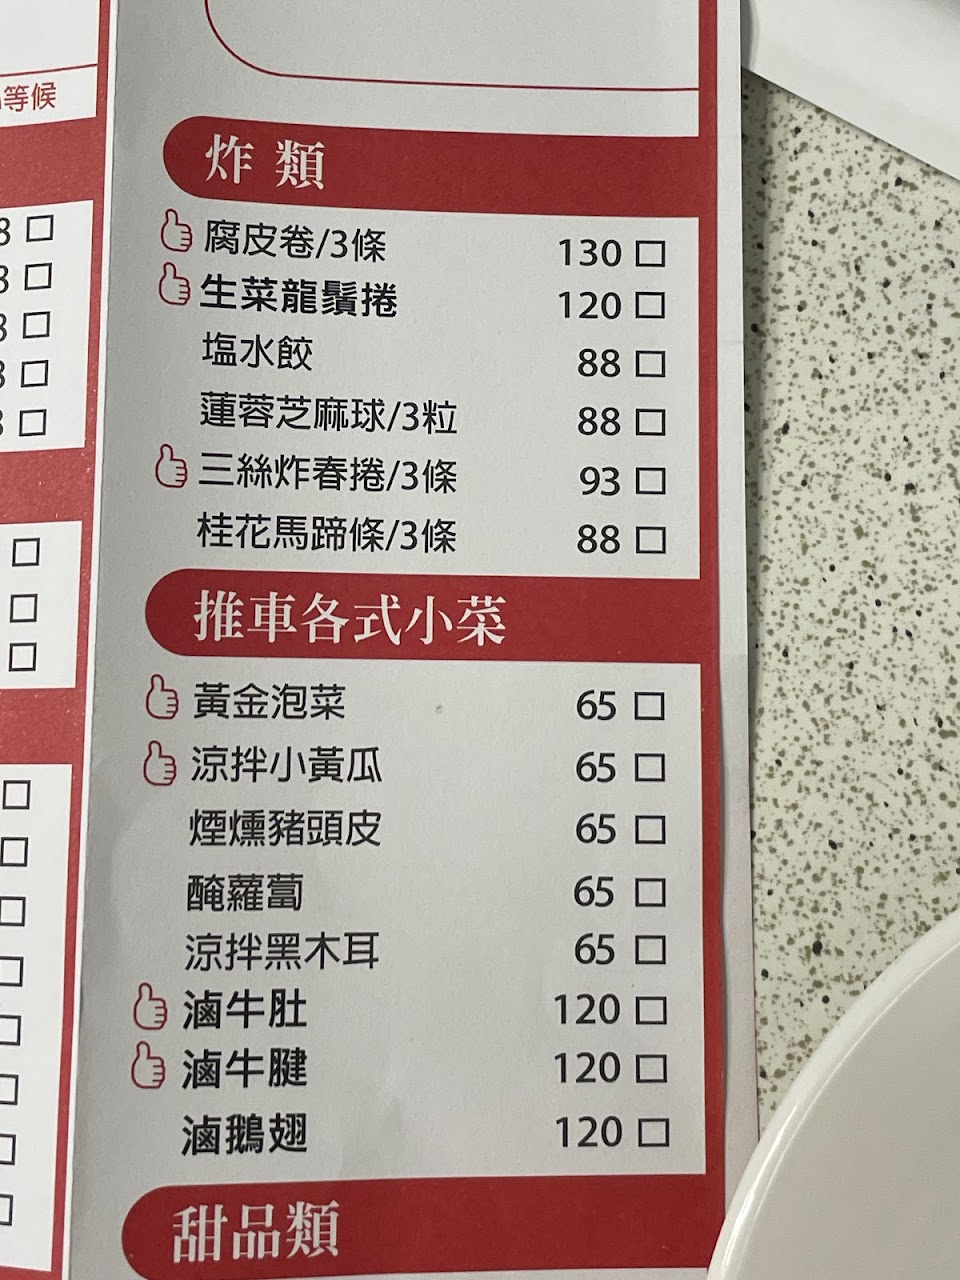 等候
炸類
腐皮卷/3條 130 □
生菜龍鬚捲 120 □
塩水餃 88 □
蓮蓉芝麻球/3粒 88 □
三絲炸春捲/3條 93 □
桂花馬蹄條/3條 88 □
推車各式小菜
黃金泡菜 65 □
涼拌小黃瓜 65 □
煙燻豬頭皮 65 □
醃蘿蔔 65 □
涼拌黑木耳 65 □
滷牛肚 120 □
滷牛腱 120 □
滷鵝翅 120 □
甜品類